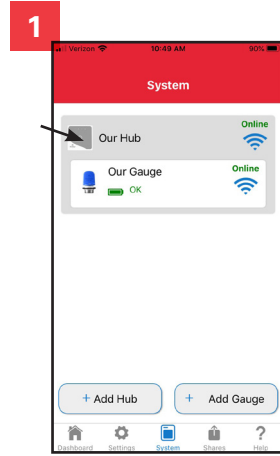 1
Verizon 10:49 AM 90%
System
Our Hub Online
Our Gauge Online
OK
+ Add Hub + Add Gauge
Dashboard Settings System Shares Help